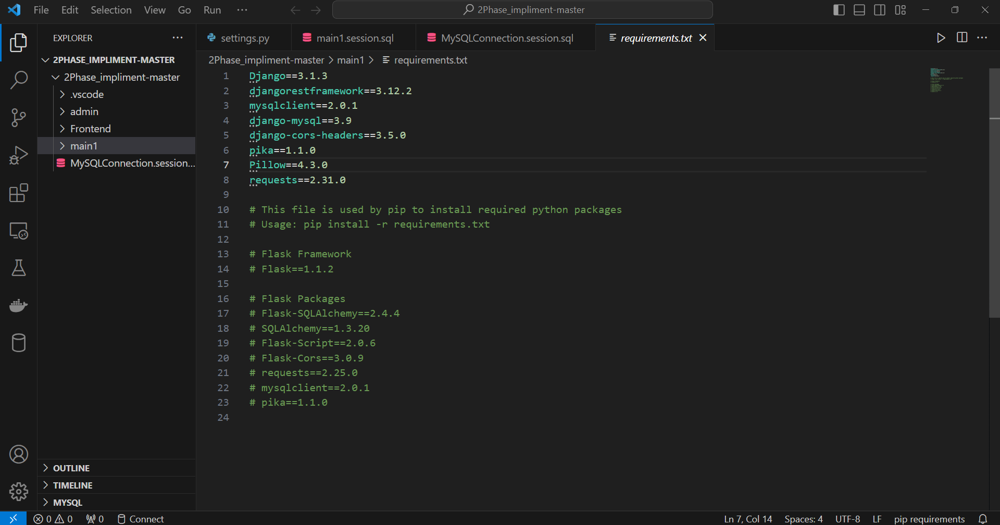 File Edit Selection View Go Run ··· 2Phase_impliment-master
EXPLORER ···
2PHASE_IMPLIMENT-MASTER
2Phase_impliment-master
.vscode
admin
Frontend
main1
MySQLConnection.session...
OUTLINE
TIMELINE
MYSQL
settings.py main1.session.sql MySQLConnection.session.sql requirements.txt
2Phase_impliment-master > main1 > requirements.txt
1 Django==3.1.3
2 djangorestframework==3.12.2
3 mysqlclient==2.0.1
4 django-mysql==3.9
5 django-cors-headers==3.5.0
6 pika==1.1.0
7 Pillow==4.3.0
8 requests==2.31.0
9
10 # This file is used by pip to install required python packages
11 # Usage: pip install -r requirements.txt
12
13 # Flask Framework
14 # Flask==1.1.2
15
16 # Flask Packages
17 # Flask-SQLAlchemy==2.4.4
18 # SQLAlchemy==1.3.20
19 # Flask-Script==2.0.6
20 # Flask-Cors==3.0.9
21 # requests==2.25.0
22 # mysqlclient==2.0.1
23 # pika==1.1.0
24
0 0 0 Connect Ln 7, Col 14 Spaces: 4 UTF-8 LF pip requirements